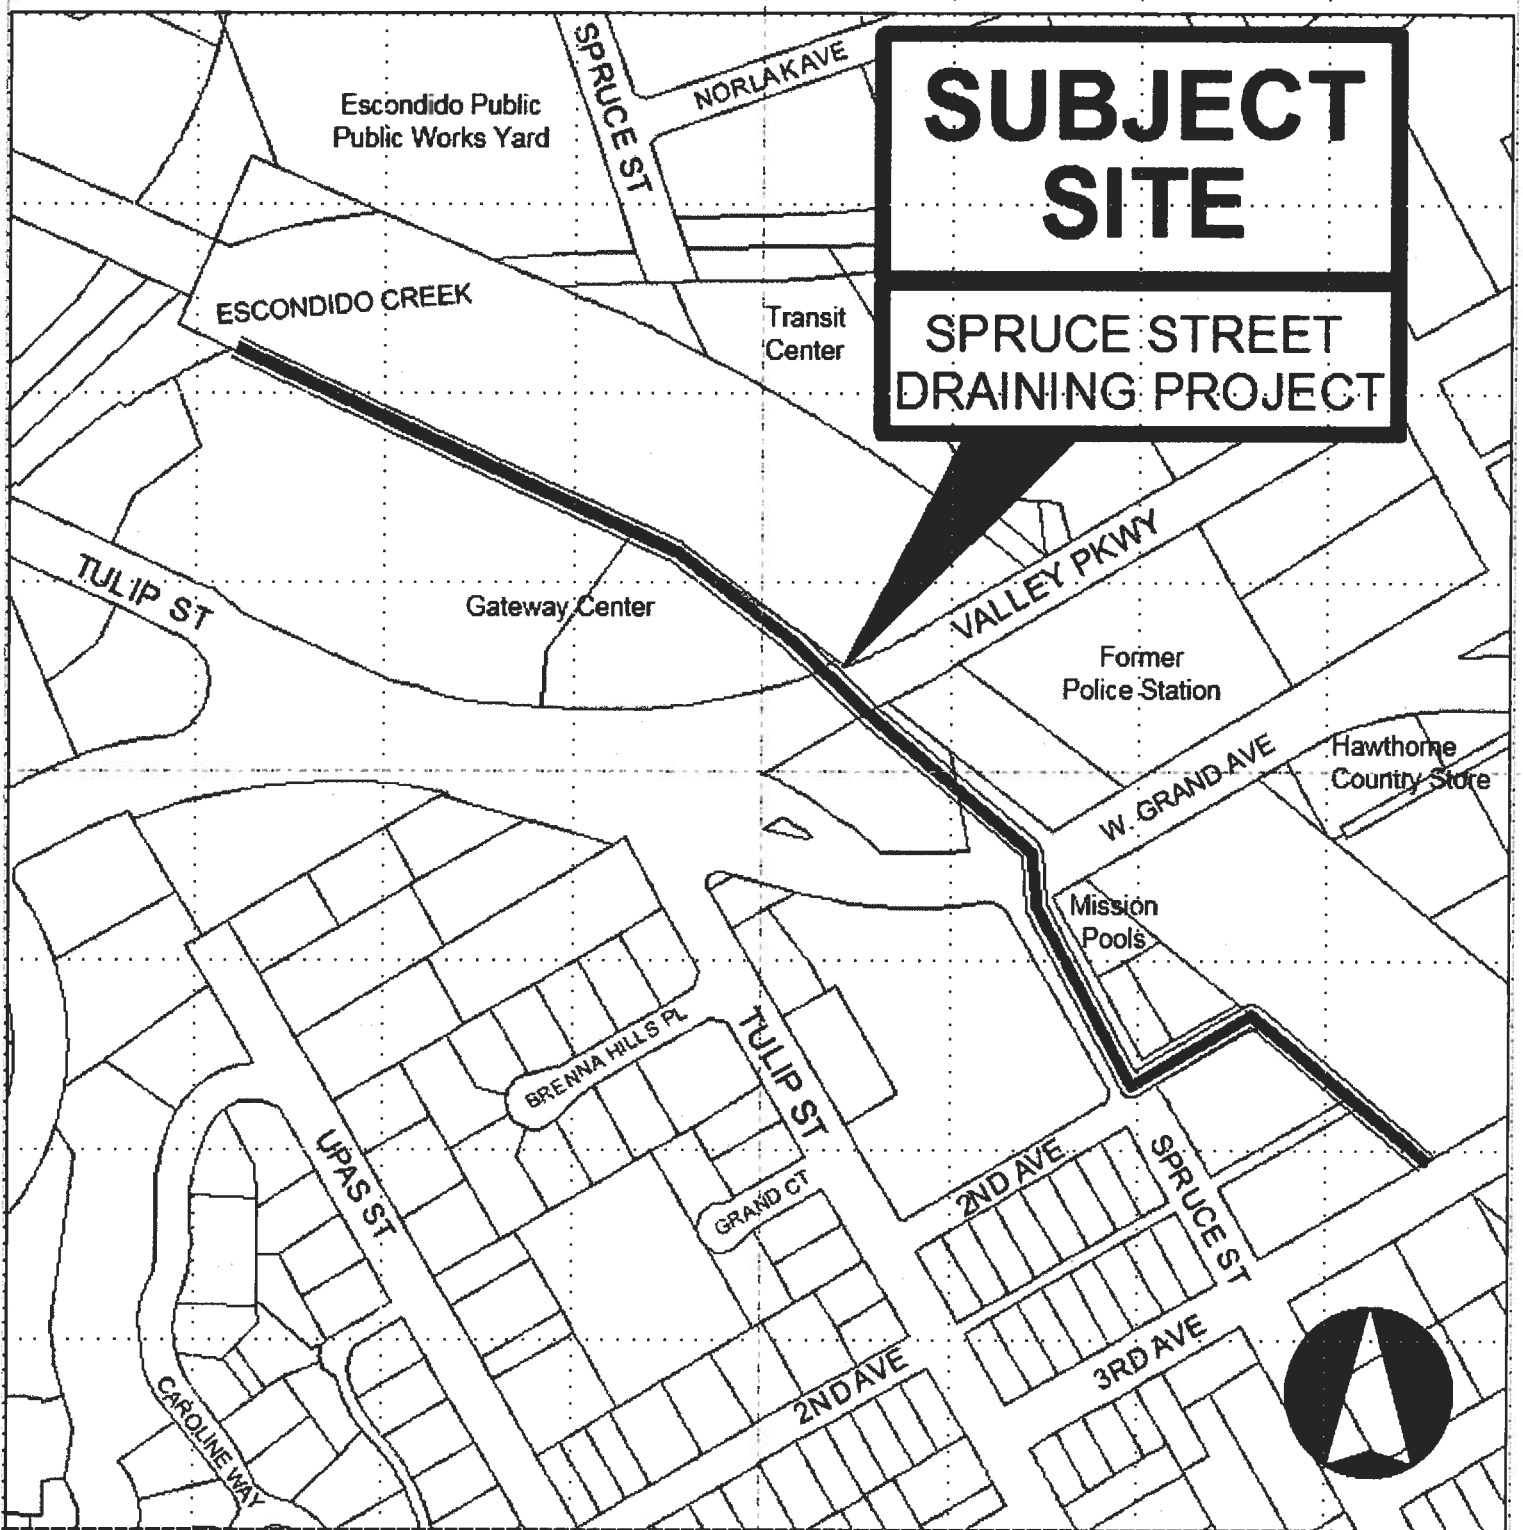 SPRUCE ST
NORLAK AVE
Escondido Public
Public Works Yard
SUBJECT
SITE
SPRUCE STREET
DRAINING PROJECT
ESCONDIDO CREEK
Transit
Center
VALLEY PKWY
TULIP ST
Gateway Center
Former
Police Station
W. GRAND AVE
Hawthorne
Country Store
Mission
Pools
BRENNA HILLS PL
TULIP ST
UPAS ST
GRAND CT
2ND AVE
SPRUCE ST
2ND AVE
3RD AVE
CAROLINE WAY